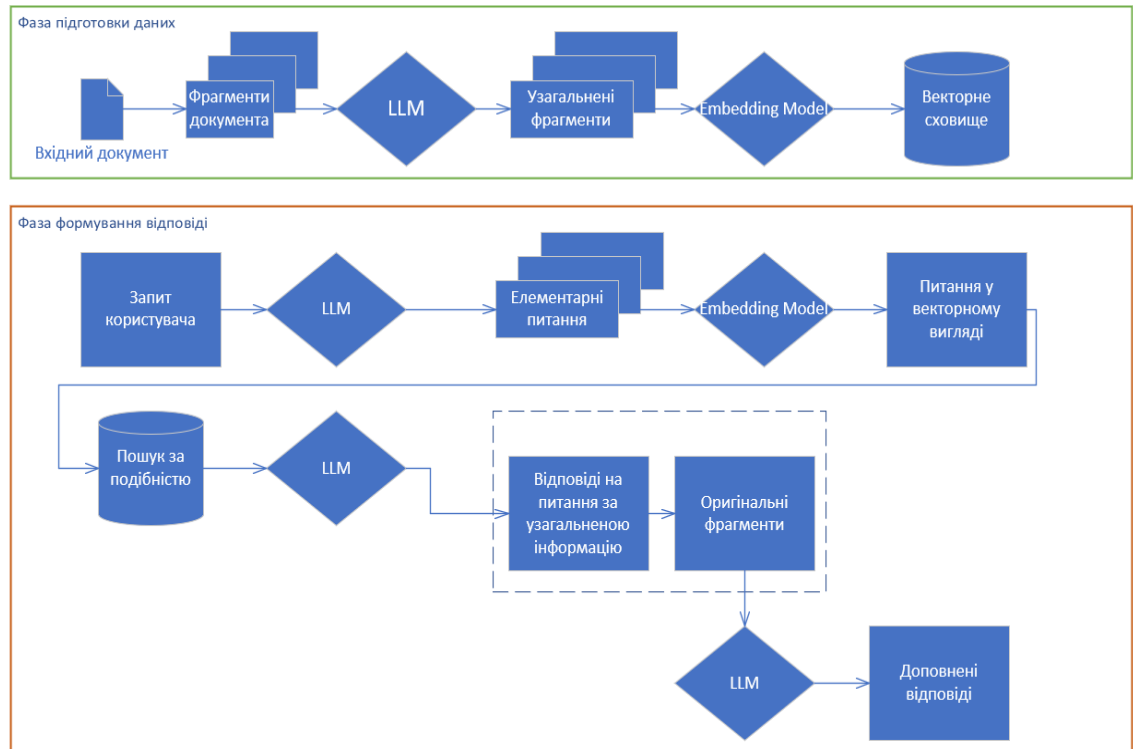 Фаза підготовки даних
Фрагменти
документа
LLM
Узагальнені
фрагменти
Embedding Model
Векторне
сховище
Вхідний документ
Фаза формування відповіді
Запит
користувача
LLM
Елементарні
питання
Embedding Model
Питання у
векторному
вигляді
Пошук за
подібністю
LLM
Відповіді на
питання за
узагальненою
інформацію
Оригінальні
фрагменти
LLM
Доповнені
відповіді